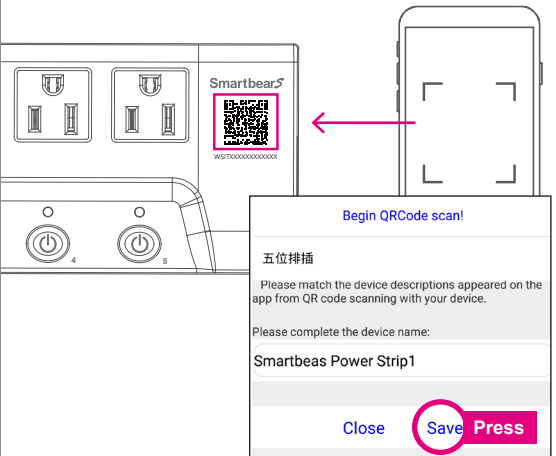 SmartbearS
WSITXXXXXXXXXXXX
4
5
Begin QRCode scan!
五位排插
Please match the device descriptions appeared on the
app from QR code scanning with your device.
Please complete the device name:
Smartbeas Power Strip1
Close
Save
Press